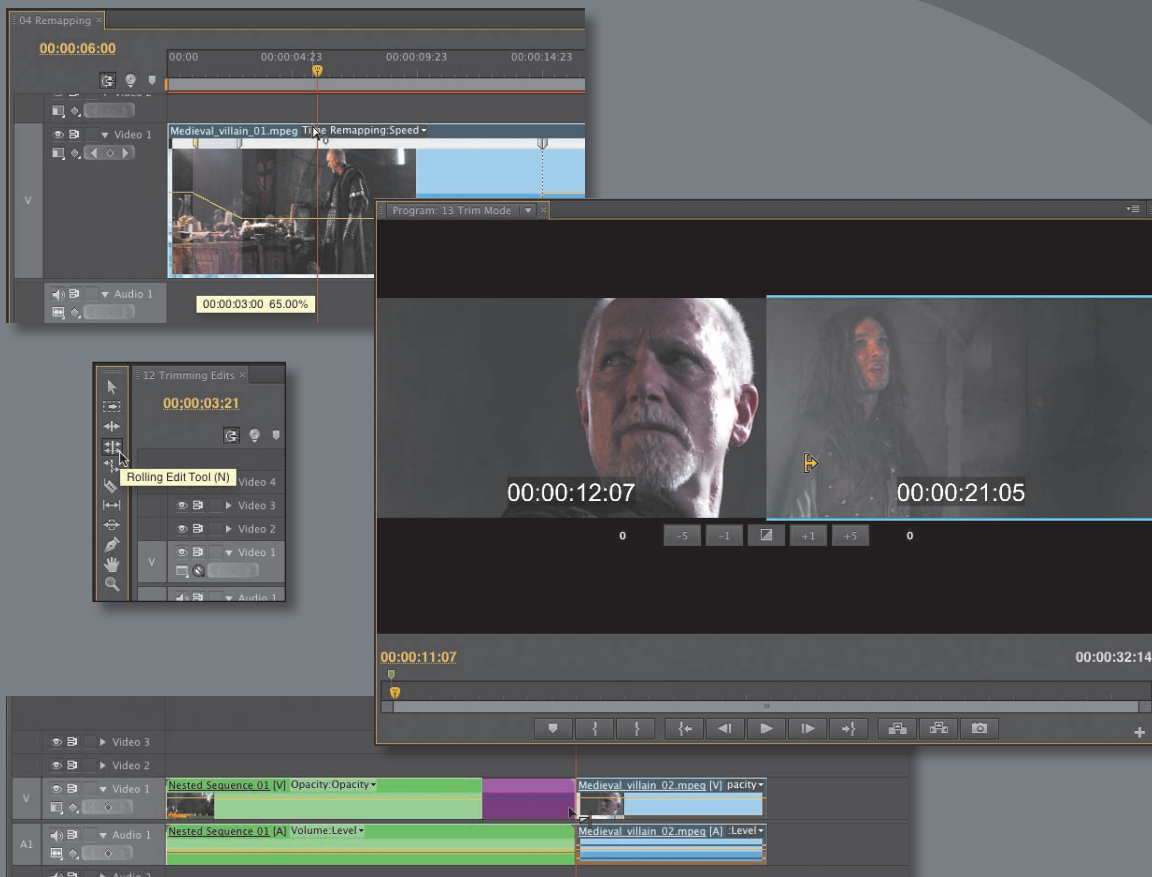 04 Remapping ×
00:00:06:00
00:00 00:00:04:23 00:00:09:23 00:00:14:23
Medieval_villain_01.mpeg Time Remapping:Speed
Video 1
V
Audio 1
00:00:03:00 65.00%
Program: 13 Trim Mode ×
00:00:12:07
00:00:21:05
0 -5 -1 +1 +5 0
00:00:11:07
00:00:32:14
12 Trimming Edits ×
00;00;03;21
Rolling Edit Tool (N)
Video 4
Video 3
Video 2
Video 1
V
Audio 1
Video 3
Video 2
V
Video 1
Nested Sequence 01 [V] Opacity:Opacity
Medieval_villain_02.mpeg [V] pacity
A1
Audio 1
Nested Sequence 01 [A] Volume:Level
Medieval_villain_02.mpeg [A] :Level